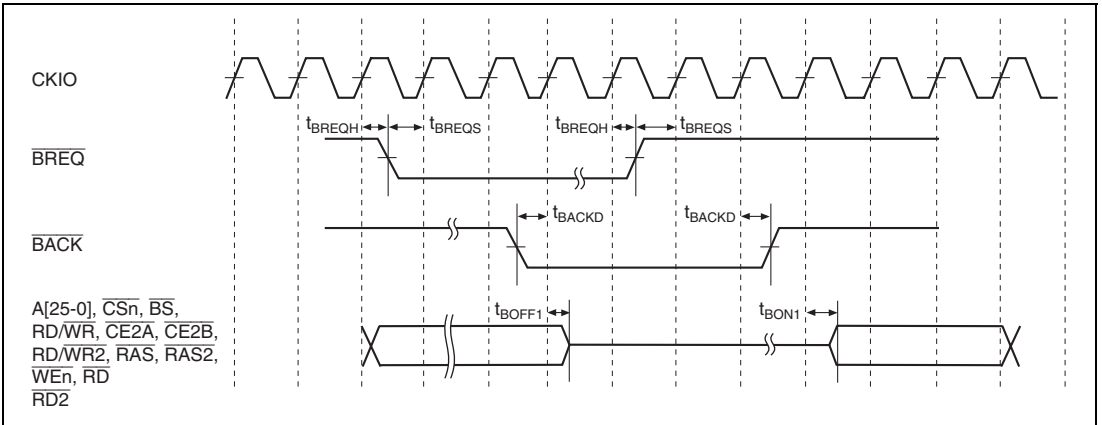 CKIO
tBREQH tBREQS tBREQH tBREQS
BREQ
tBACKD tBACKD
BACK
A[25-0], CSn, BS,
RD/WR, CE2A, CE2B,
RD/WR2, RAS, RAS2,
WEn, RD
RD2
tBOFF1 tBON1